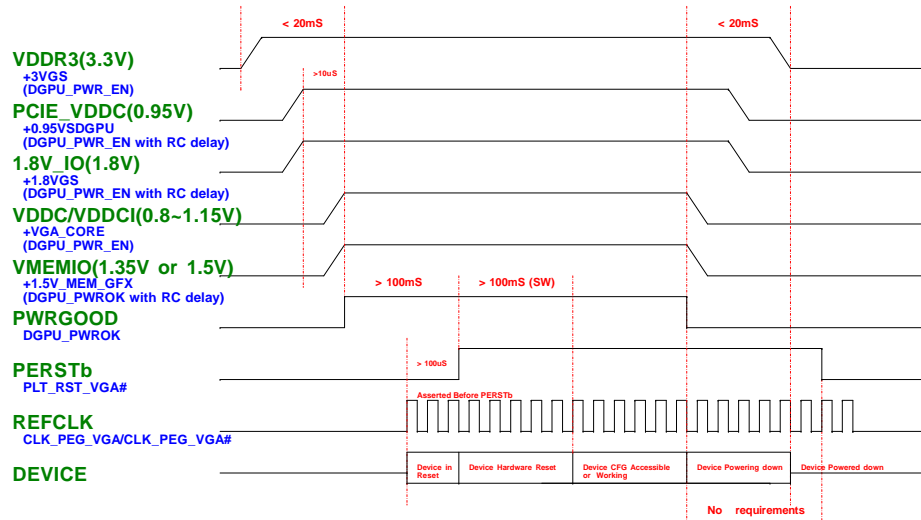 < 20mS
< 20mS
VDDR3(3.3V)
+3VGS
(DGPU_PWR_EN)
>10uS
PCIE_VDDC(0.95V)
+0.95VSDGPU
(DGPU_PWR_EN with RC delay)
1.8V_IO(1.8V)
+1.8VGS
(DGPU_PWR_EN with RC delay)
VDDC/VDDCI(0.8~1.15V)
+VGA_CORE
(DGPU_PWR_EN)
VMEMIO(1.35V or 1.5V)
+1.5V_MEM_GFX
(DGPU_PWROK with RC delay)
> 100mS
> 100mS (SW)
PWRGOOD
DGPU_PWROK
> 100uS
PERSTb
PLT_RST_VGA#
Asserted Before PERSTb
REFCLK
CLK_PEG_VGA/CLK_PEG_VGA#
DEVICE
Device in
Reset
Device Hardware Reset
Device CFG Accessible
or Working
Device Powering down
Device Powered down
No requirements